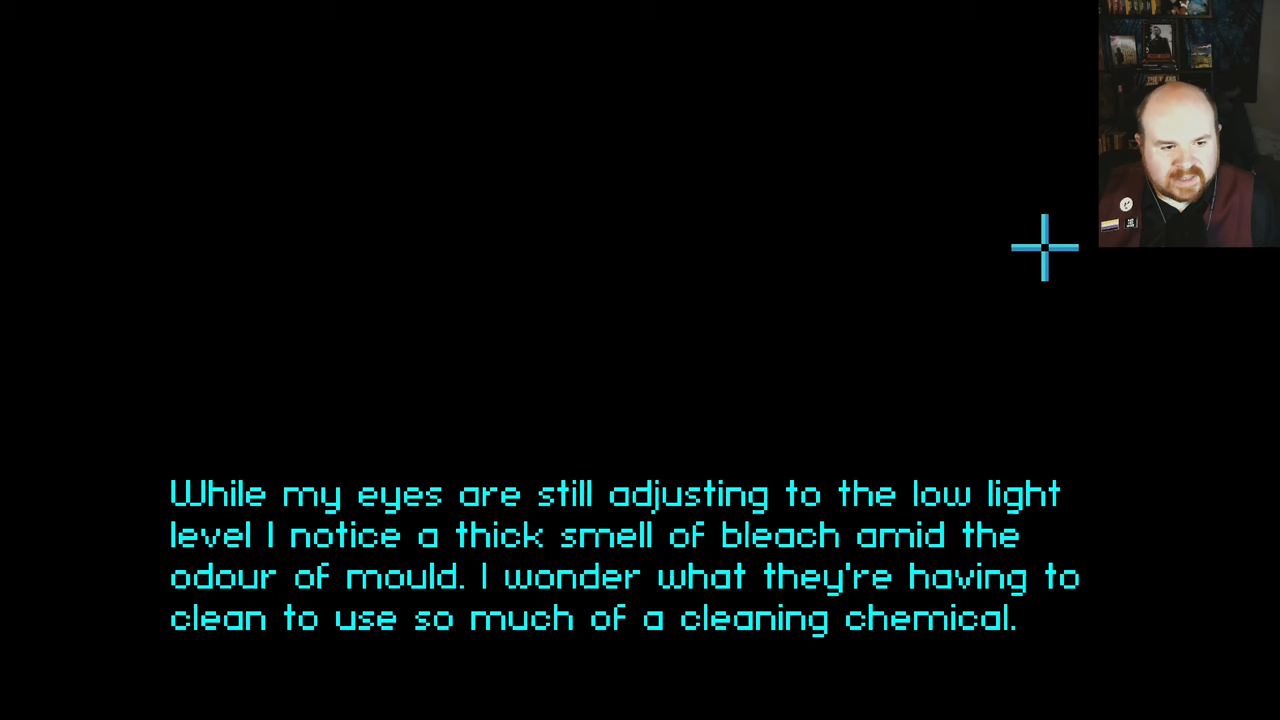 While my eyes are still adjusting to the low light
level I notice a thick smell of bleach amid the
odour of mould. I wonder what they're having to
clean to use so much of a cleaning chemical.